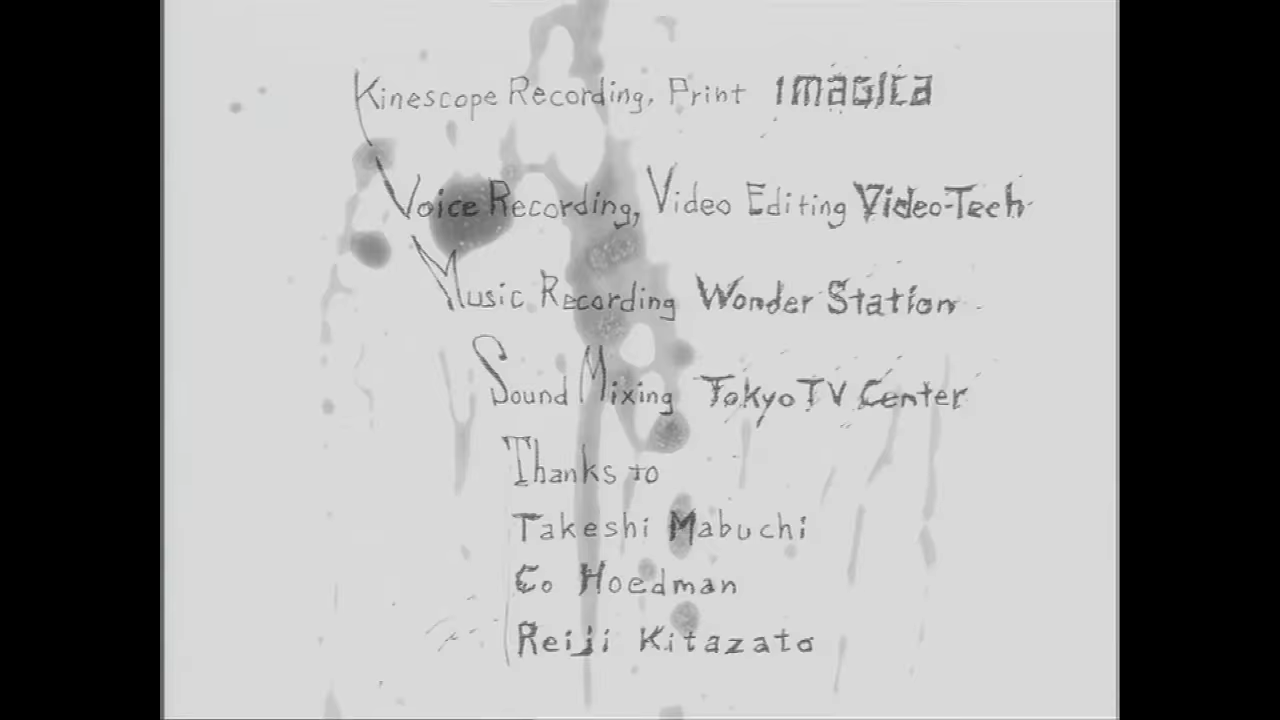 Kinescope Recording, Print IMAGICA
Voice Recording, Video Editing Video-Tech
Music Recording Wonder Station
Sound Mixing Tokyo TV Center
Thanks to
Takeshi Mabuchi
Co Hoedman
Reiji Kitazato